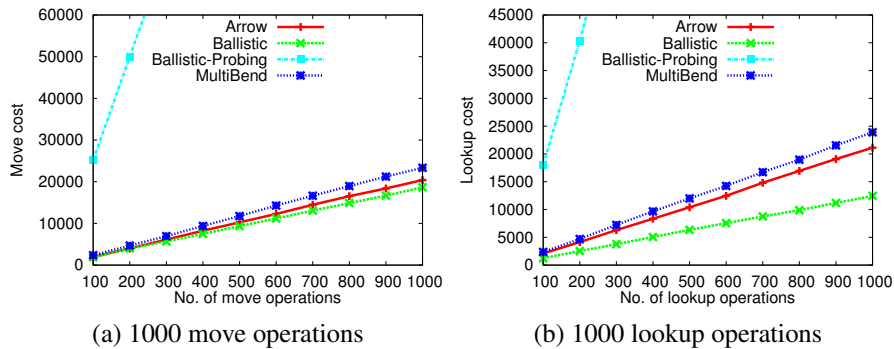 60000
50000
40000
30000
20000
10000
0
Move cost
Arrow
Ballistic
Ballistic-Probing
MultiBend
100 200 300 400 500 600 700 800 900 1000
No. of move operations
(a) 1000 move operations
45000
40000
35000
30000
25000
20000
15000
10000
5000
0
Lookup cost
Arrow
Ballistic
Ballistic-Probing
MultiBend
100 200 300 400 500 600 700 800 900 1000
No. of lookup operations
(b) 1000 lookup operations